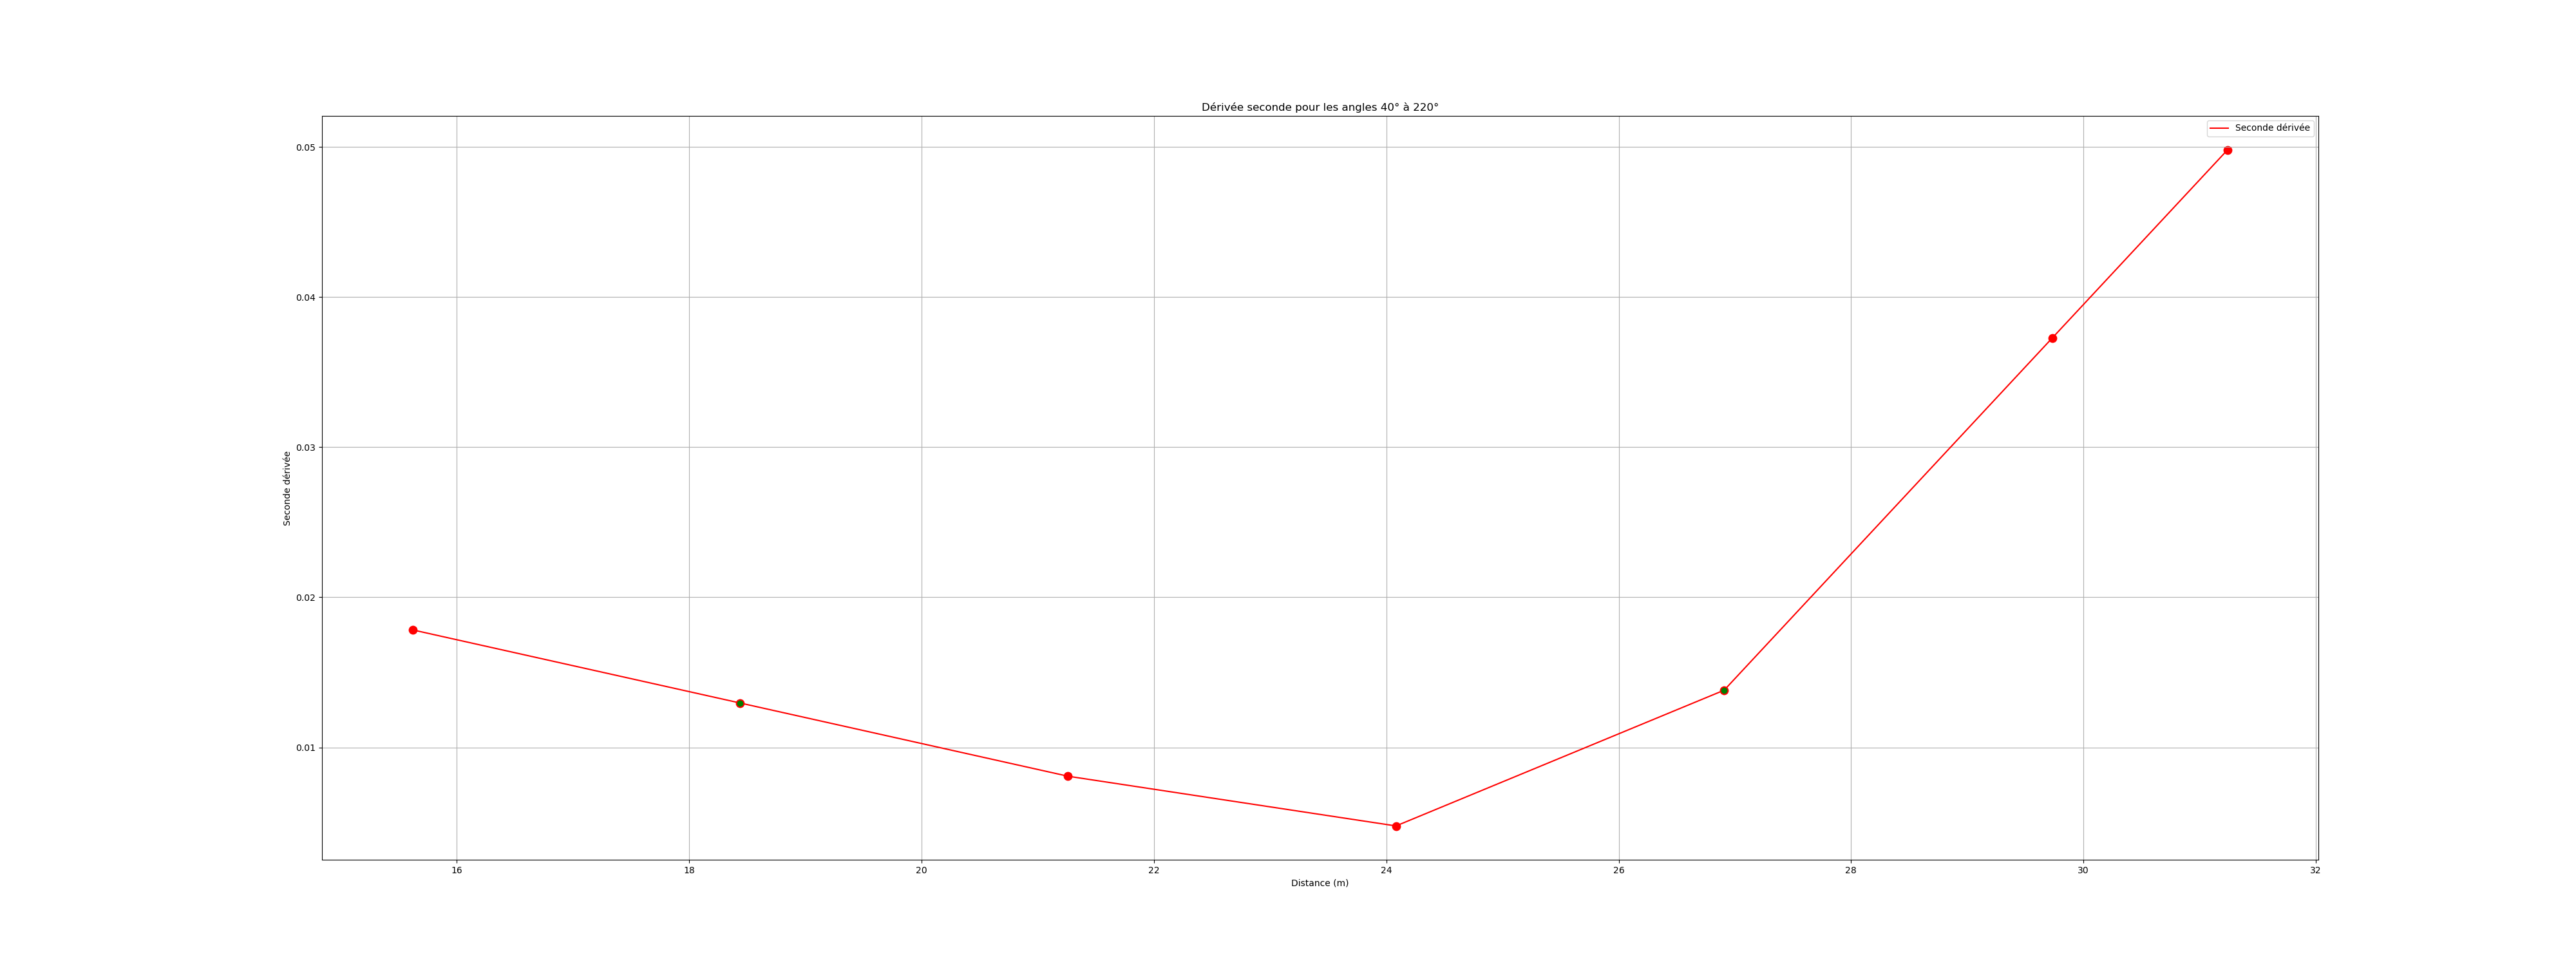 Dérivée seconde pour les angles 40° à 220°
Seconde dérivée
0.05
0.04
0.03
0.02
0.01
Seconde dérivée
16 18 20 22 24 26 28 30 32
Distance (m)